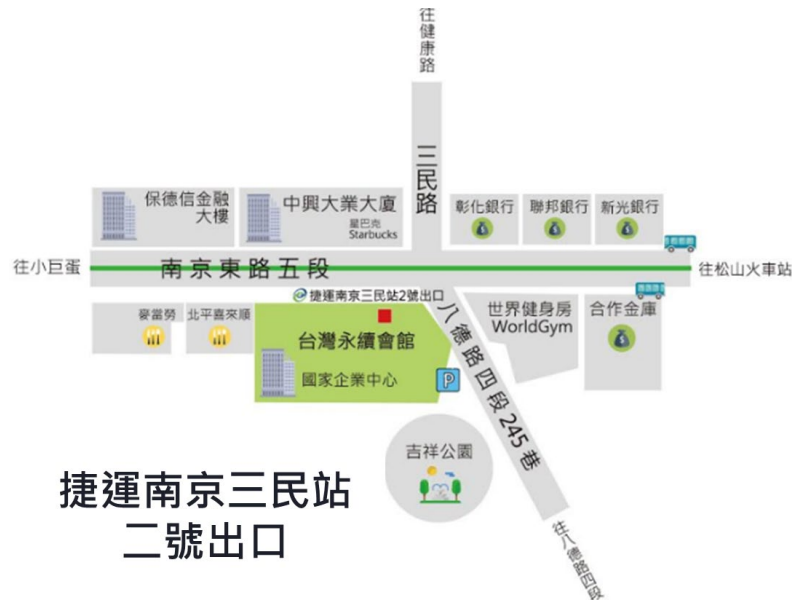 往健康路
三民路
保德信金融
大樓
中興大業大廈
星巴克
Starbucks
彰化銀行
聯邦銀行
新光銀行
往小巨蛋
南京東路五段
往松山火車站
捷運南京三民站2號出口
麥當勞
北平喜來順
台灣永續會館
國家企業中心
P
八德路四段245巷
世界健身房
WorldGym
合作金庫
吉祥公園
捷運南京三民站
二號出口
往八德路四段